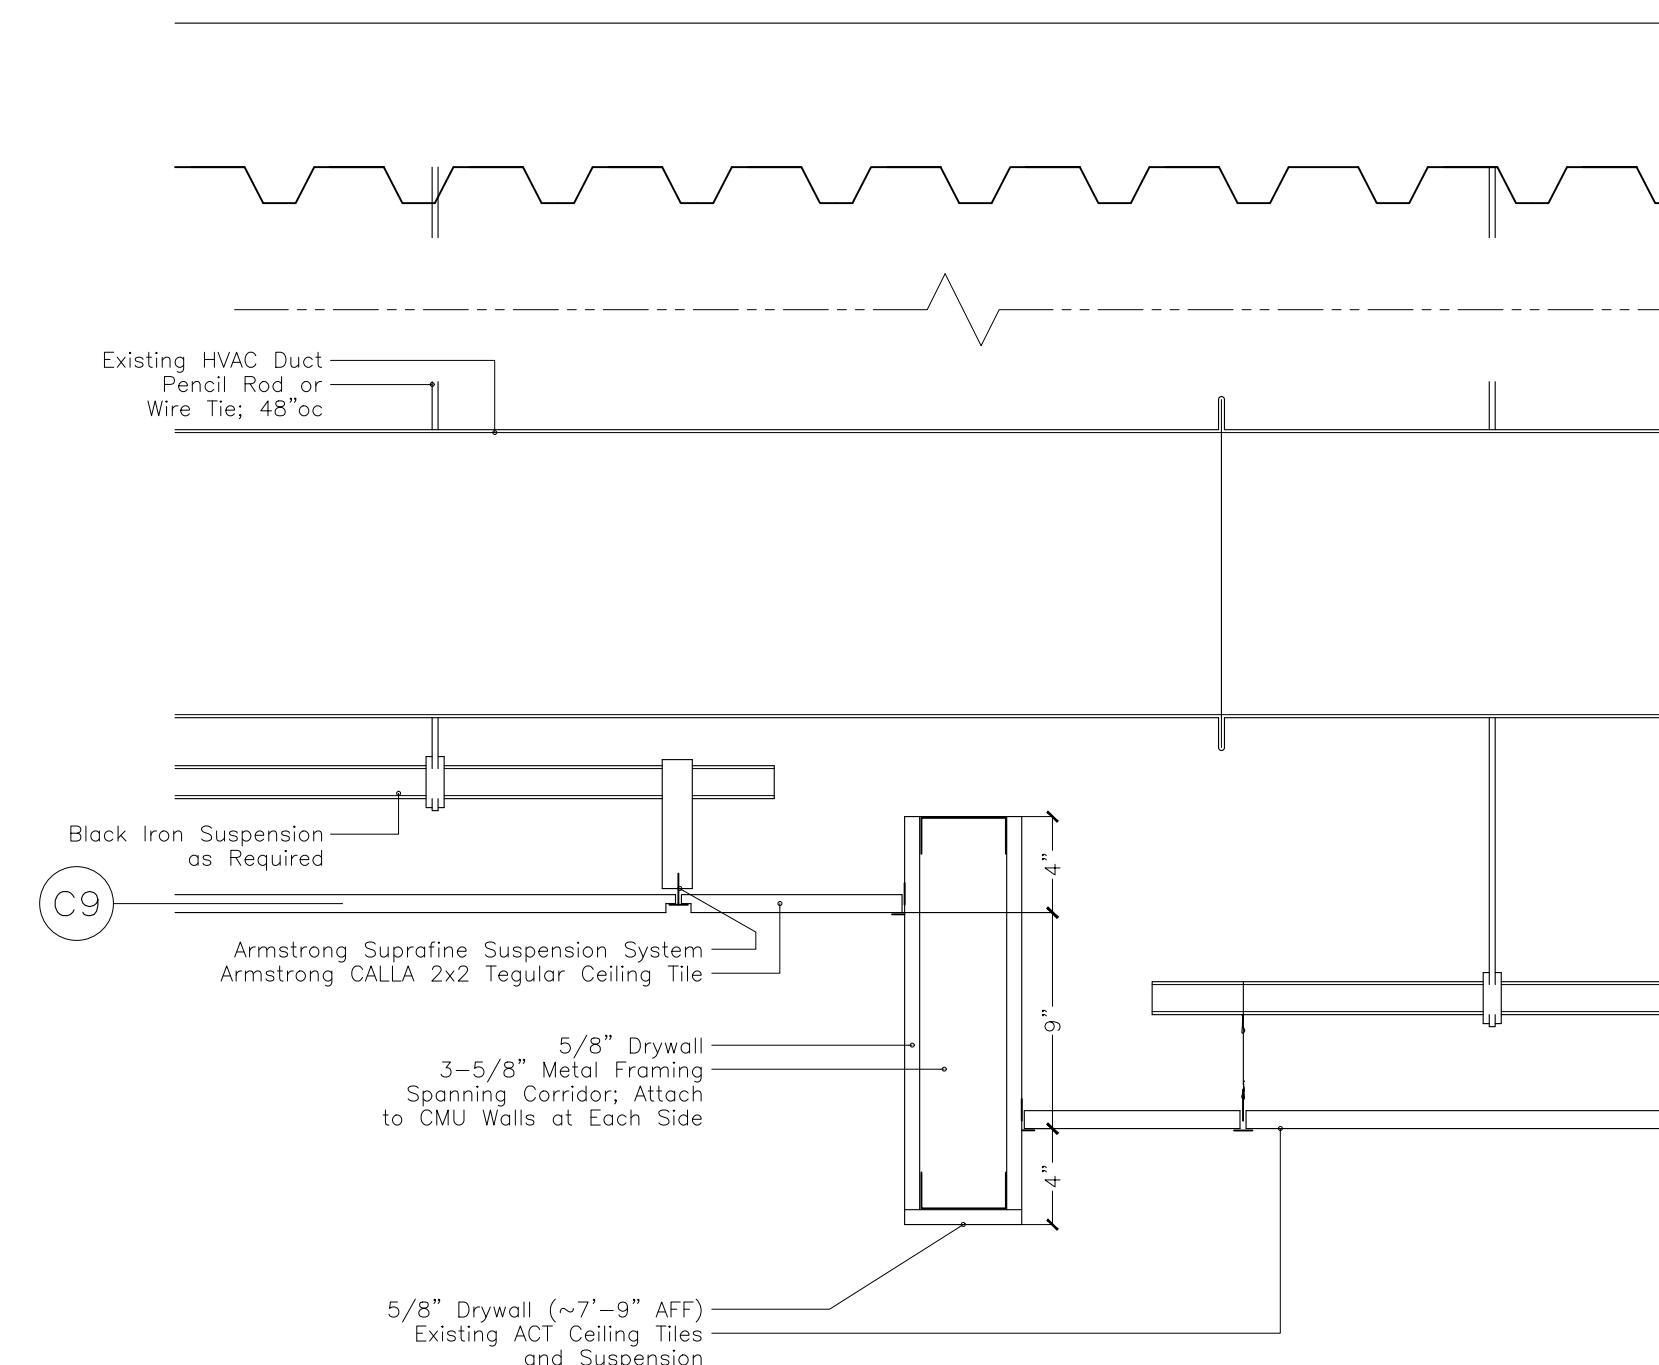 Existing HVAC Duct
Pencil Rod or
Wire Tie; 48"oc
Black Iron Suspension
as Required
C9
4"
Armstrong Suprafine Suspension System
Armstrong CALLA 2x2 Tegular Ceiling Tile
9"
5/8" Drywall
3-5/8" Metal Framing
Spanning Corridor; Attach
to CMU Walls at Each Side
4"
5/8" Drywall (~7'-9" AFF)
Existing ACT Ceiling Tiles
and Suspension